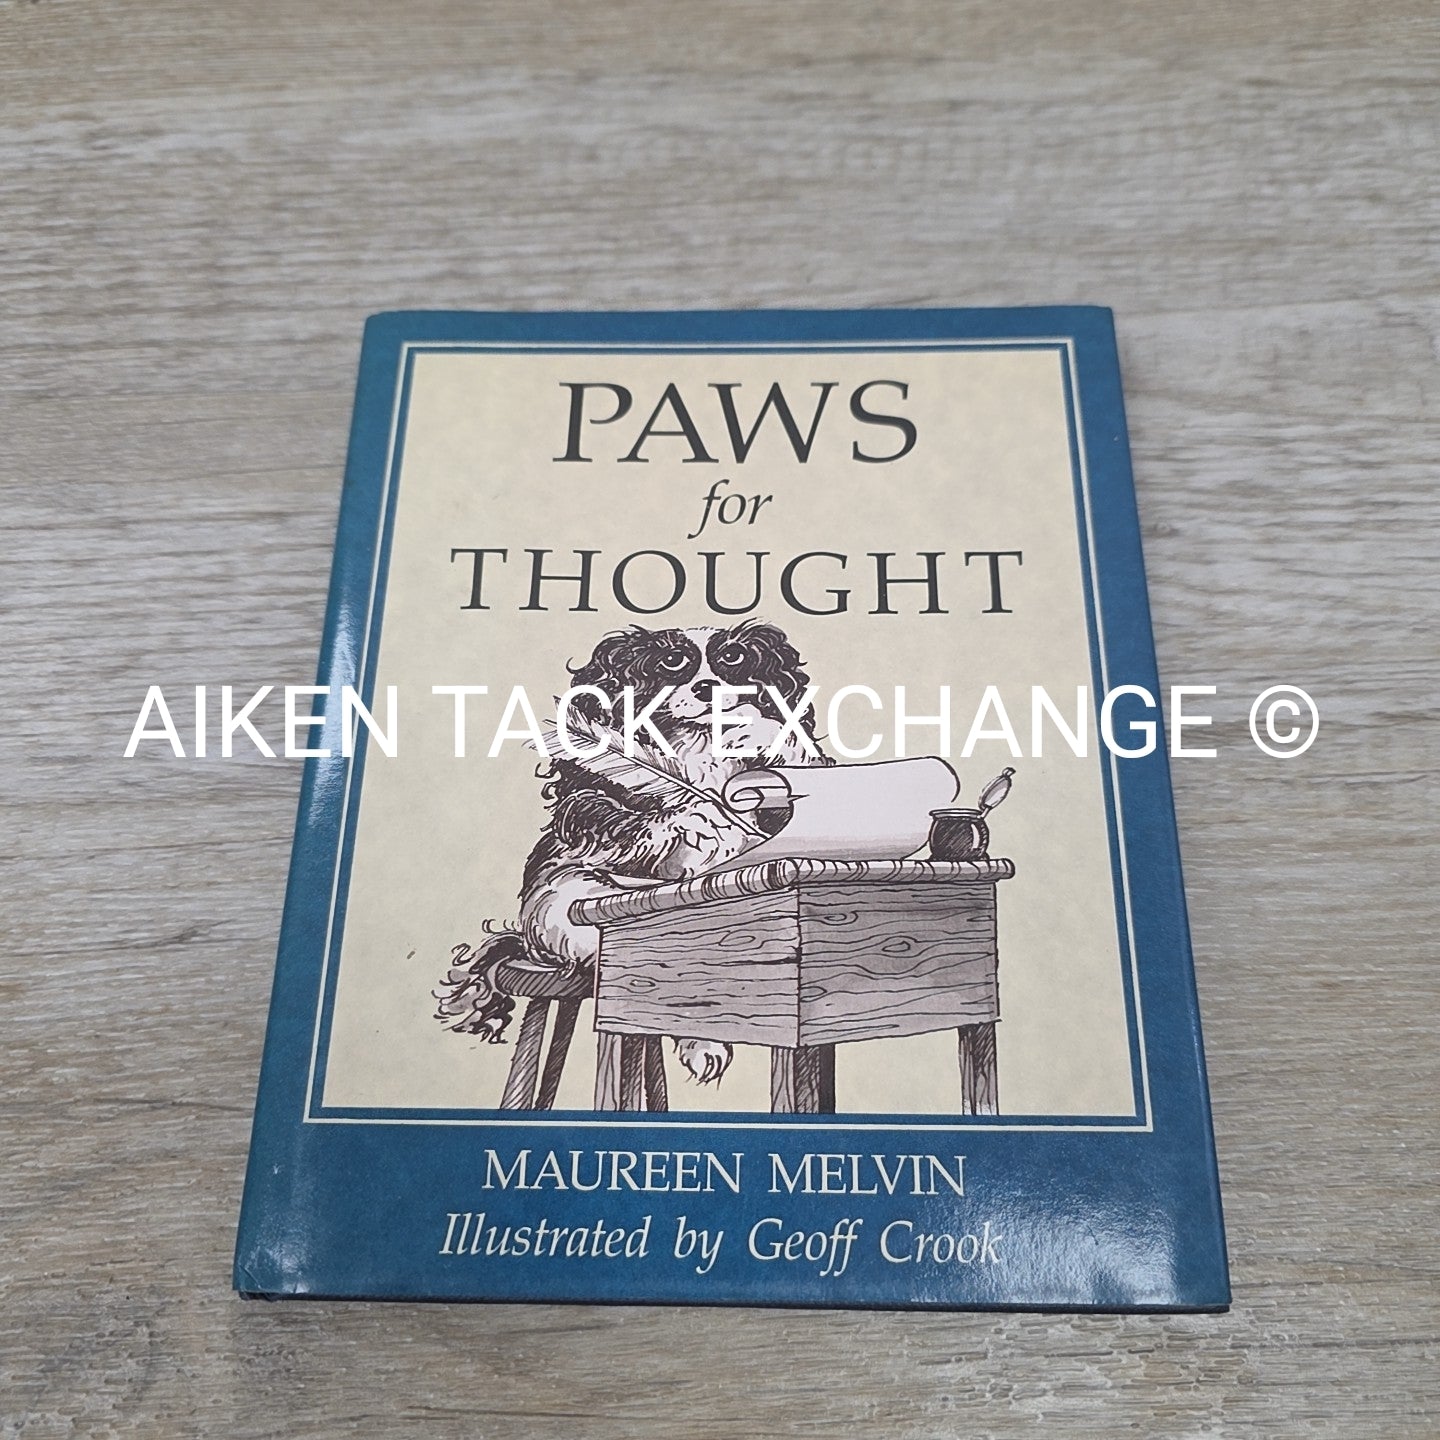 PAWS
for
THOUGHT
AIKEN TACK EXCHANGE ©
MAUREEN MELVIN
Illustrated by Geoff Crook